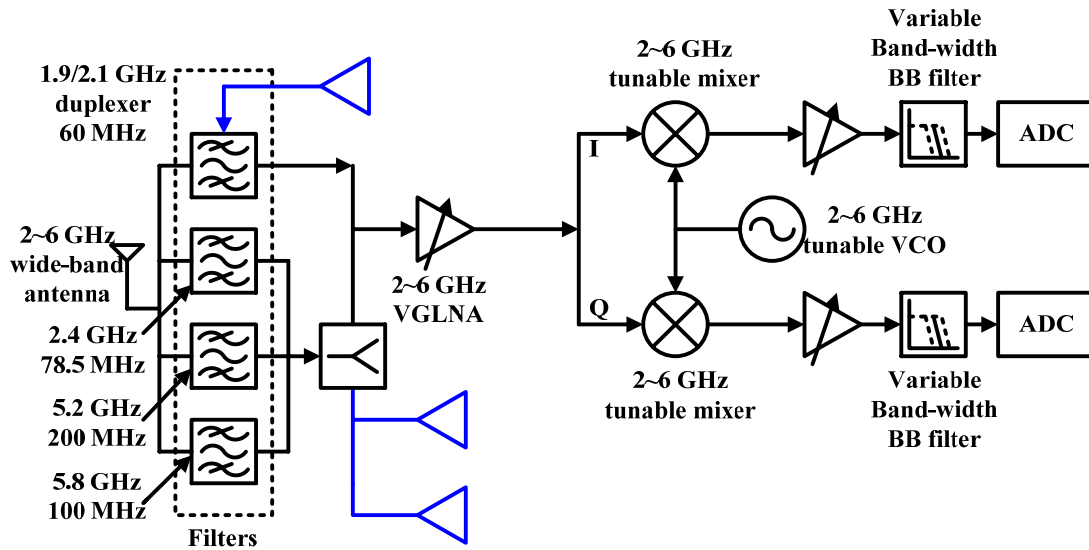 1.9/2.1 GHz
duplexer
60 MHz
2~6 GHz
wide-band
antenna
2.4 GHz
78.5 MHz
5.2 GHz
200 MHz
5.8 GHz
100 MHz
Filters
2~6 GHz
VGLNA
I
Q
2~6 GHz
tunable mixer
2~6 GHz
tunable VCO
2~6 GHz
tunable mixer
Variable
Band-width
BB filter
ADC
ADC
Variable
Band-width
BB filter